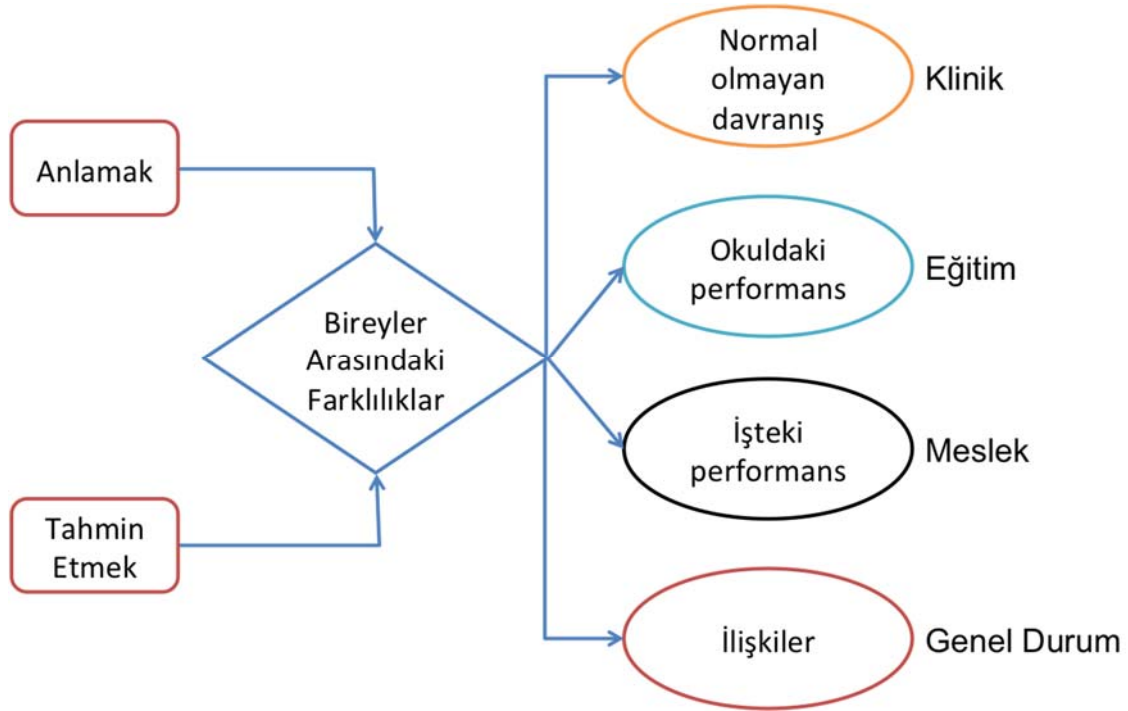 Anlamak
Tahmin
Etmek
Bireyler
Arasındaki
Farklılıklar
Normal
olmayan
davranış
Klinik
Okuldaki
performans
Eğitim
İşteki
performans
Meslek
İlişkiler
Genel Durum